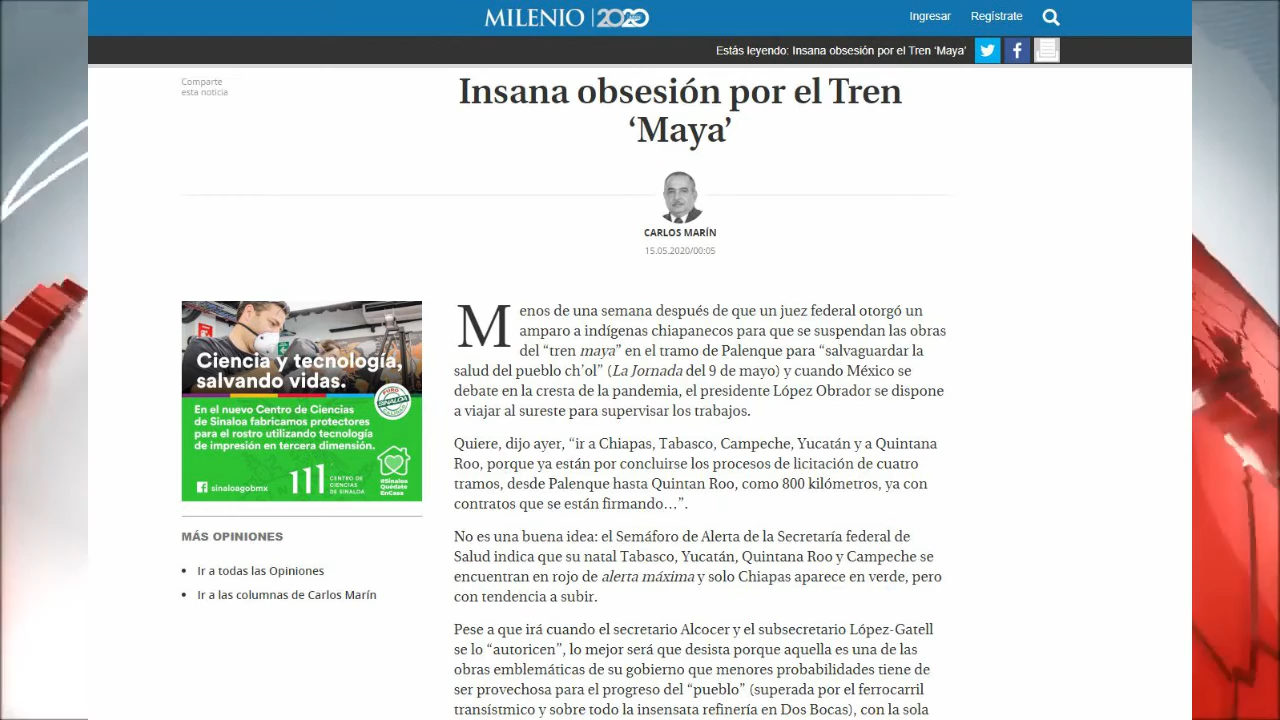 MILENIO | 2020
Ingresar
Regístrate
Estás leyendo: Insana obsesión por el Tren ‘Maya’
Comparte
esta noticia
Insana obsesión por el Tren
‘Maya’
CARLOS MARÍN
15.05.2020/00:05
Ciencia y tecnología,
salvando vidas.
PURO
SINALOA
En el nuevo Centro de Ciencias
de Sinaloa fabricamos protectores
para el rostro utilizando tecnología
de impresión en tercera dimensión.
sinaloagobmx
CENTRO DE
CIENCIAS
DE SINALOA
#Sinaloa
Quédate
EnCasa
MÁS OPINIONES
• Ir a todas las Opiniones
• Ir a las columnas de Carlos Marín
Menos de una semana después de que un juez federal otorgó un
amparo a indígenas chiapanecos para que se suspendan las obras
del “tren maya” en el tramo de Palenque para “salvaguardar la
salud del pueblo ch’ol” (La Jornada del 9 de mayo) y cuando México se
debate en la cresta de la pandemia, el presidente López Obrador se dispone
a viajar al sureste para supervisar los trabajos.
Quiere, dijo ayer, “ir a Chiapas, Tabasco, Campeche, Yucatán y a Quintana
Roo, porque ya están por concluirse los procesos de licitación de cuatro
tramos, desde Palenque hasta Quintan Roo, como 800 kilómetros, ya con
contratos que se están firmando…”.
No es una buena idea: el Semáforo de Alerta de la Secretaría federal de
Salud indica que su natal Tabasco, Yucatán, Quintana Roo y Campeche se
encuentran en rojo de alerta máxima y solo Chiapas aparece en verde, pero
con tendencia a subir.
Pese a que irá cuando el secretario Alcocer y el subsecretario López-Gatell
se lo “autoricen”, lo mejor será que desista porque aquella es una de las
obras emblemáticas de su gobierno que menores probabilidades tiene de
ser provechosa para el progreso del “pueblo” (superada por el ferrocarril
transístmico y sobre todo la insensata refinería en Dos Bocas), con la sola